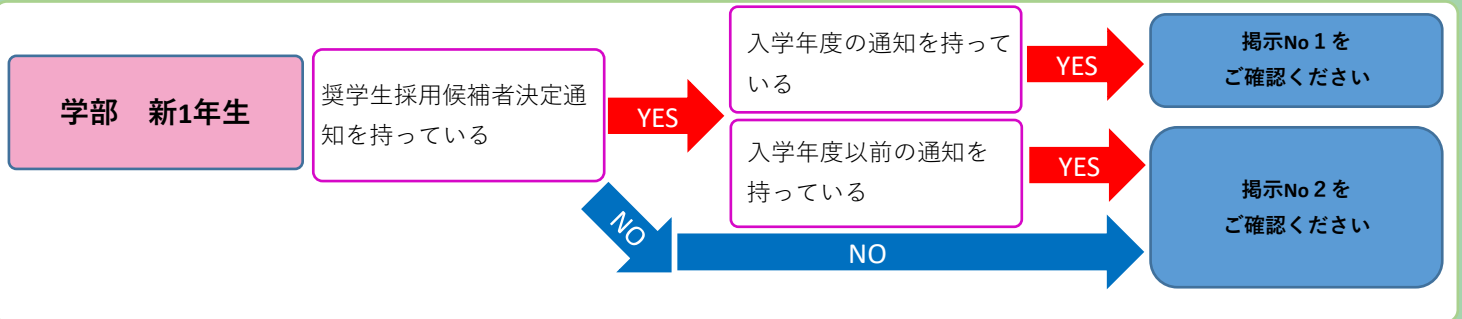 学部　新1年生
奨学生採用候補者決定通
知を持っている
YES
入学年度の通知を持って
いる
YES
掲示No１を
ご確認ください
入学年度以前の通知を
持っている
YES
掲示No２を
ご確認ください
NO
NO